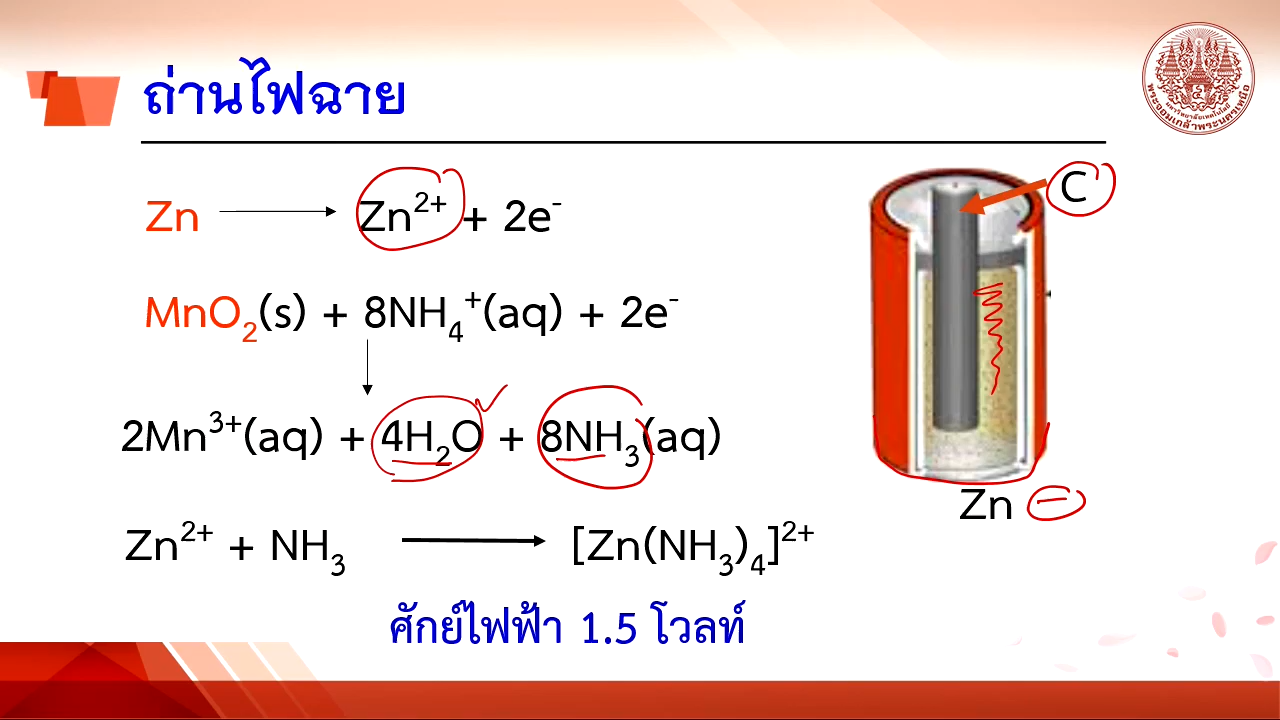 ถ่านไฟฉาย
Zn → Zn²⁺ + 2e⁻
C
MnO₂(s) + 8NH₄⁺(aq) + 2e⁻
↓
2Mn³⁺(aq) + 4H₂O + 8NH₃(aq)
Zn −
Zn²⁺ + NH₃ → [Zn(NH₃)₄]²⁺
ศักย์ไฟฟ้า 1.5 โวลท์